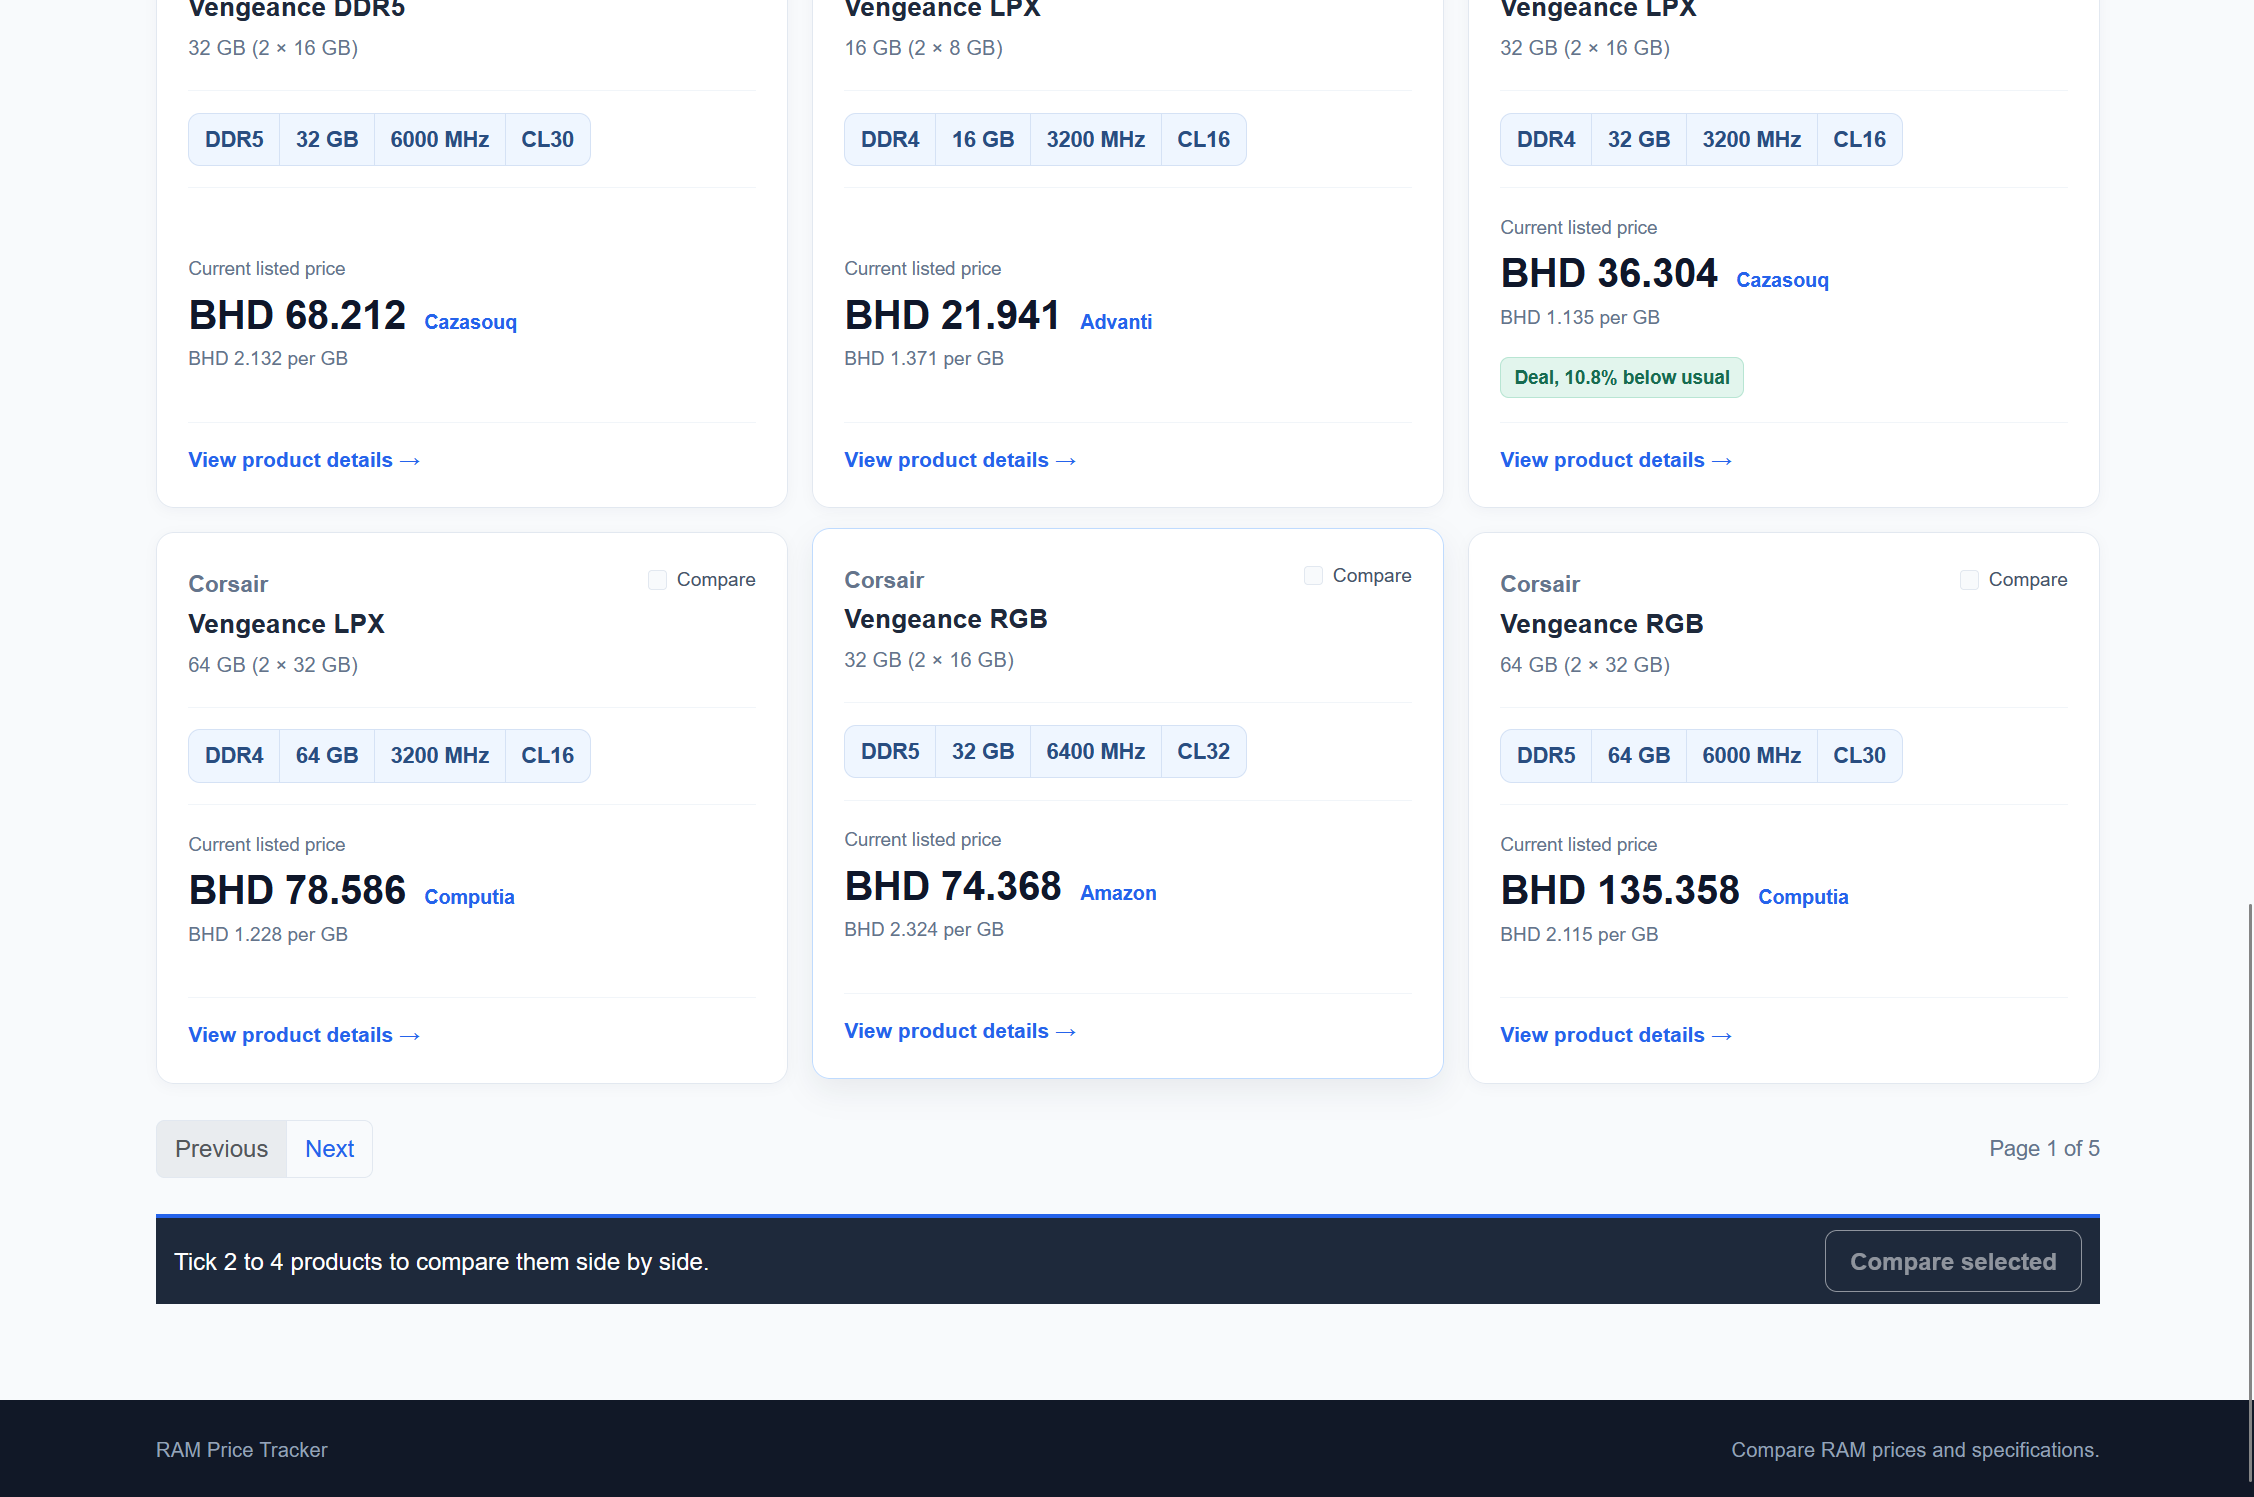 Vengeance DDR5
32 GB (2 × 16 GB)
DDR5 32 GB 6000 MHz CL30
Current listed price
BHD 68.212 Cazasouq
BHD 2.132 per GB
View product details →
Vengeance LPX
16 GB (2 × 8 GB)
DDR4 16 GB 3200 MHz CL16
Current listed price
BHD 21.941 Advanti
BHD 1.371 per GB
View product details →
Vengeance LPX
32 GB (2 × 16 GB)
DDR4 32 GB 3200 MHz CL16
Current listed price
BHD 36.304 Cazasouq
BHD 1.135 per GB
Deal, 10.8% below usual
View product details →
Corsair Compare
Vengeance LPX
64 GB (2 × 32 GB)
DDR4 64 GB 3200 MHz CL16
Current listed price
BHD 78.586 Computia
BHD 1.228 per GB
View product details →
Corsair Compare
Vengeance RGB
32 GB (2 × 16 GB)
DDR5 32 GB 6400 MHz CL32
Current listed price
BHD 74.368 Amazon
BHD 2.324 per GB
View product details →
Corsair Compare
Vengeance RGB
64 GB (2 × 32 GB)
DDR5 64 GB 6000 MHz CL30
Current listed price
BHD 135.358 Computia
BHD 2.115 per GB
View product details →
Previous Next Page 1 of 5
Tick 2 to 4 products to compare them side by side. Compare selected
RAM Price Tracker Compare RAM prices and specifications.